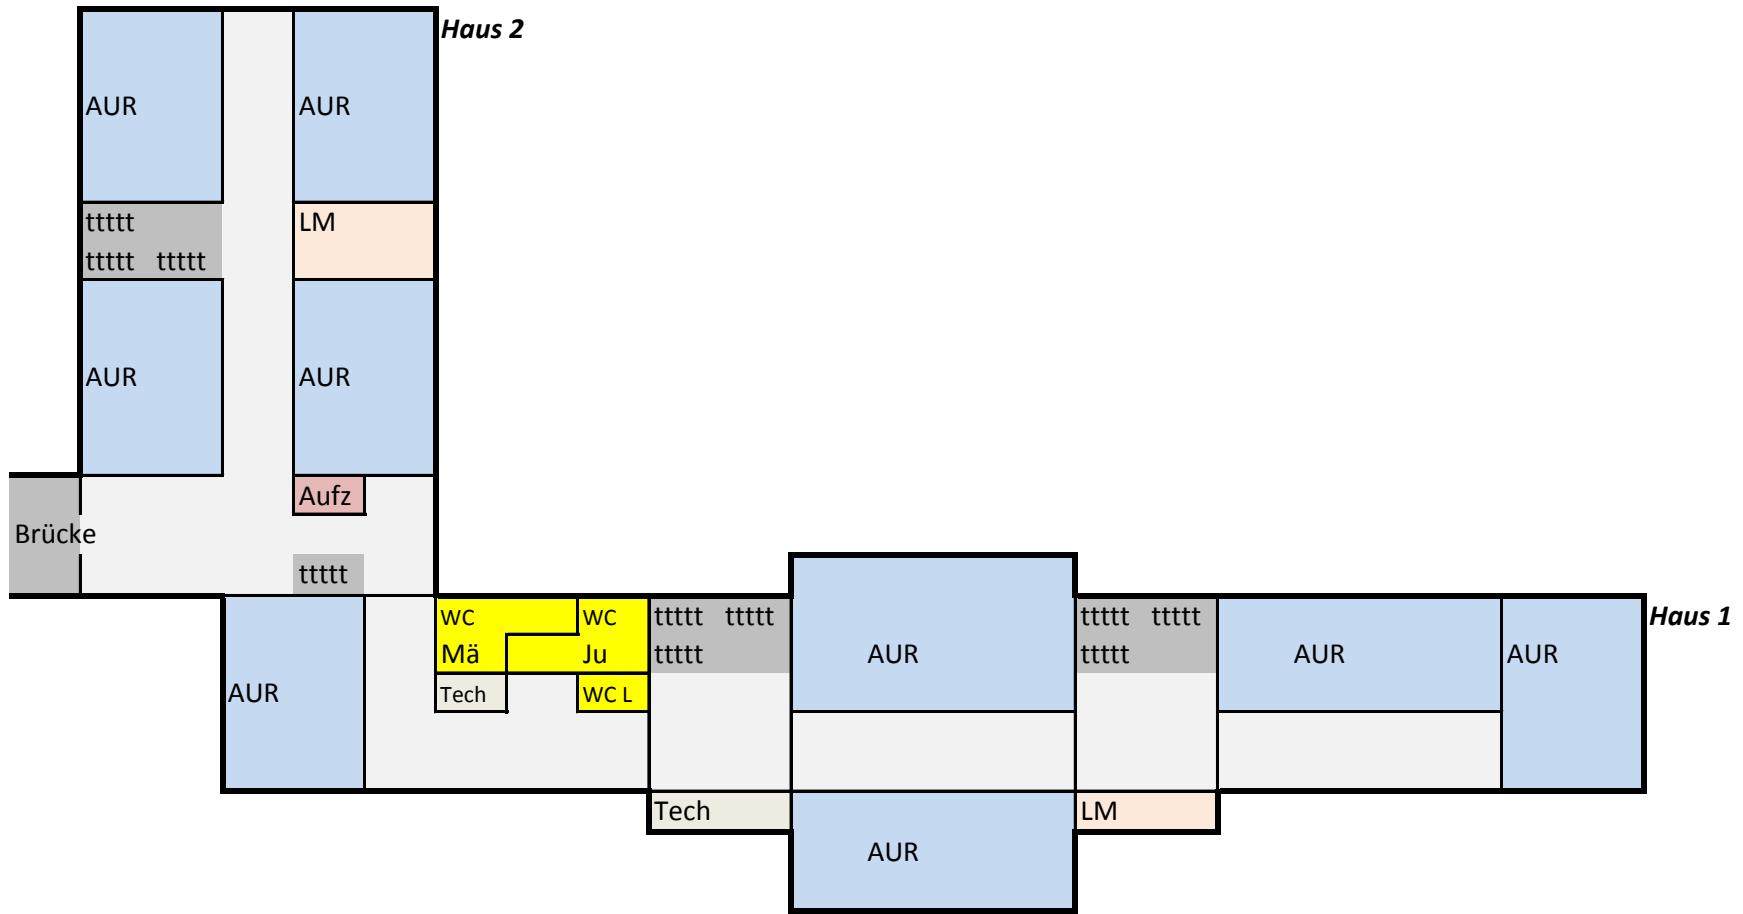 Haus 2
AUR AUR
ttttt LM
ttttt ttttt
AUR AUR
Aufz
Brücke
ttttt
WC WC ttttt ttttt ttttt ttttt Haus 1
Mä Ju ttttt AUR ttttt AUR AUR
AUR Tech WC L
Tech LM
AUR